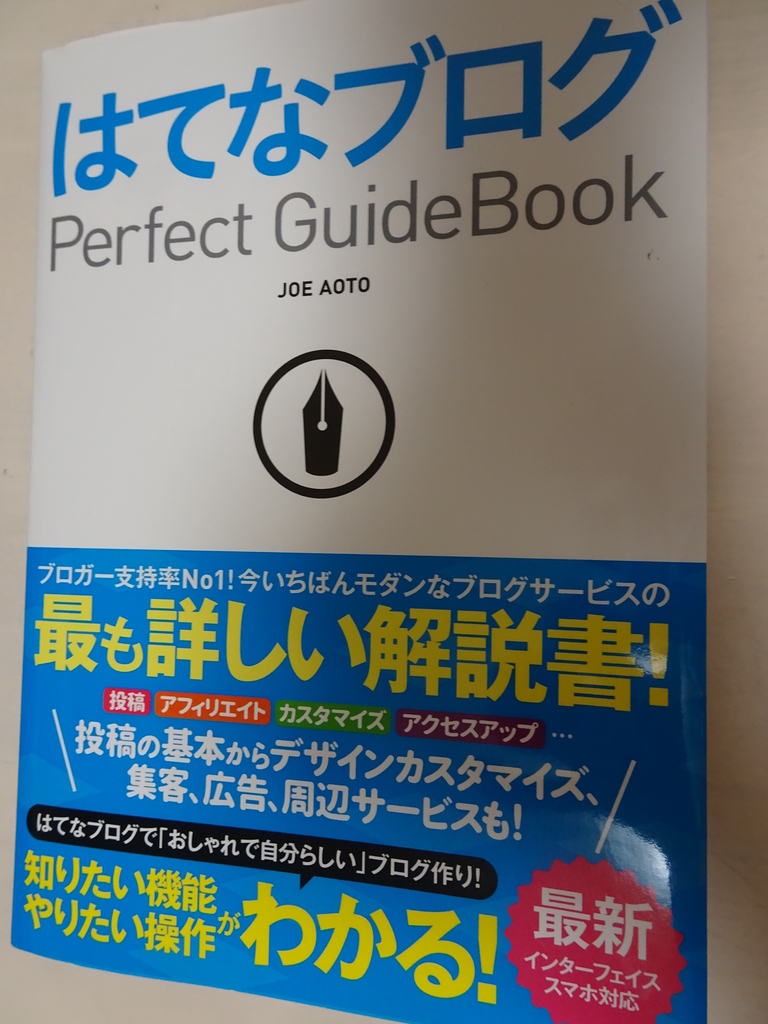 はてなブログ
Perfect GuideBook
JOE AOTO
ブロガー支持率No1!今いちばんモダンなブログサービスの
最も詳しい解説書!
投稿 アフィリエイト カスタマイズ アクセスアップ …
投稿の基本からデザインカスタマイズ、
集客、広告、周辺サービスも!
はてなブログで「おしゃれで自分らしい」ブログ作り!
知りたい機能
やりたい操作
が
わかる!
最新
インターフェイス
スマホ対応